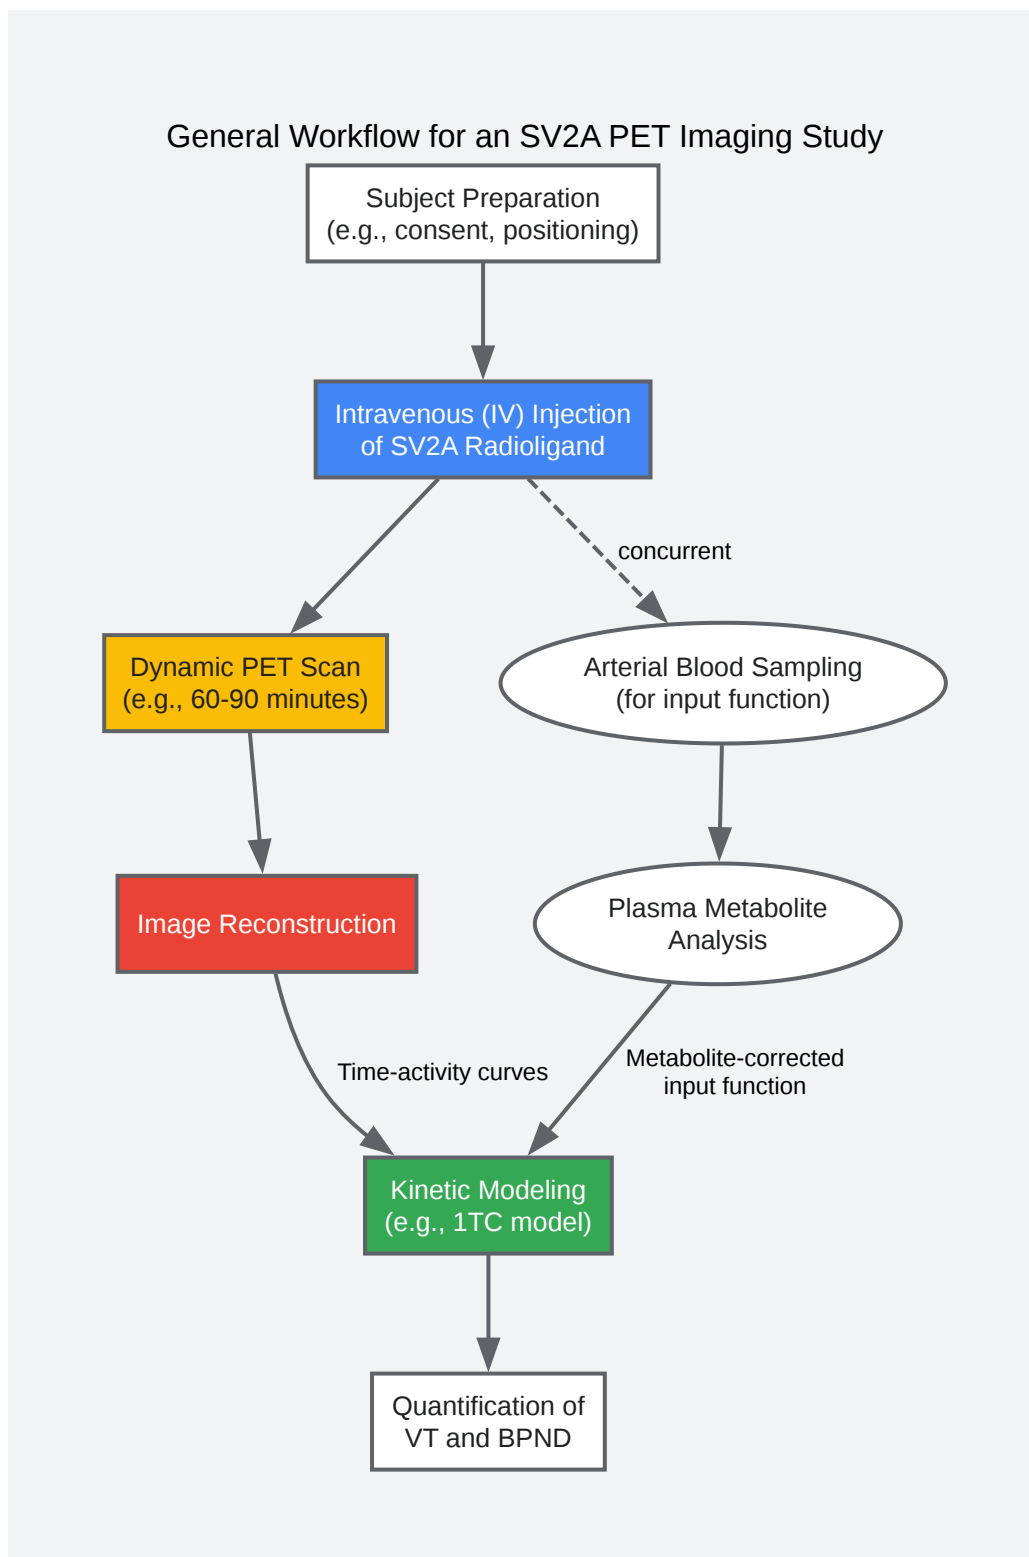 General Workflow for an SV2A PET Imaging Study
Subject Preparation
(e.g., consent, positioning)
Intravenous (IV) Injection
of SV2A Radioligand
concurrent
Dynamic PET Scan
(e.g., 60-90 minutes)
Arterial Blood Sampling
(for input function)
Image Reconstruction
Plasma Metabolite
Analysis
Time-activity curves
Metabolite-corrected
input function
Kinetic Modeling
(e.g., 1TC model)
Quantification of
VT and BPND